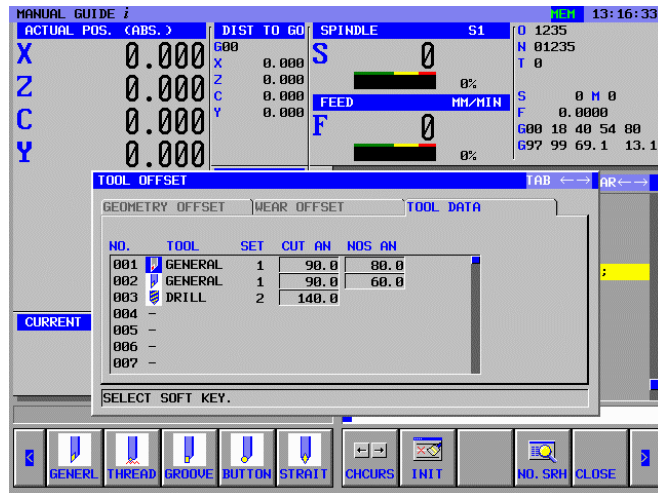 MANUAL GUIDE i MEM 13:16:33
ACTUAL POS. (ABS.) DIST TO GO SPINDLE S1 O 1235
X 0.000 G00 S 0 N 01235
X 0.000 T 0
Z 0.000 Z 0.000 0%
C 0.000 FEED MM/MIN S 0 M 0
C 0.000 Y 0.000 F 0 F 0.0000
G00 18 40 54 80
Y 0.000 0% G97 99 69.1 13.1
TOOL OFFSET TAB ←→ AR←→
GEOMETRY OFFSET WEAR OFFSET TOOL DATA
NO. TOOL SET CUT AN NOS AN
001 GENERAL 1 90.0 80.0
002 GENERAL 1 90.0 60.0 ;
003 DRILL 2 140.0
004 –
CURRENT
005 –
006 –
007 –
SELECT SOFT KEY.
< GENERL THREAD GROOVE BUTTON STRAIT CHCURS INIT NO.SRH CLOSE >